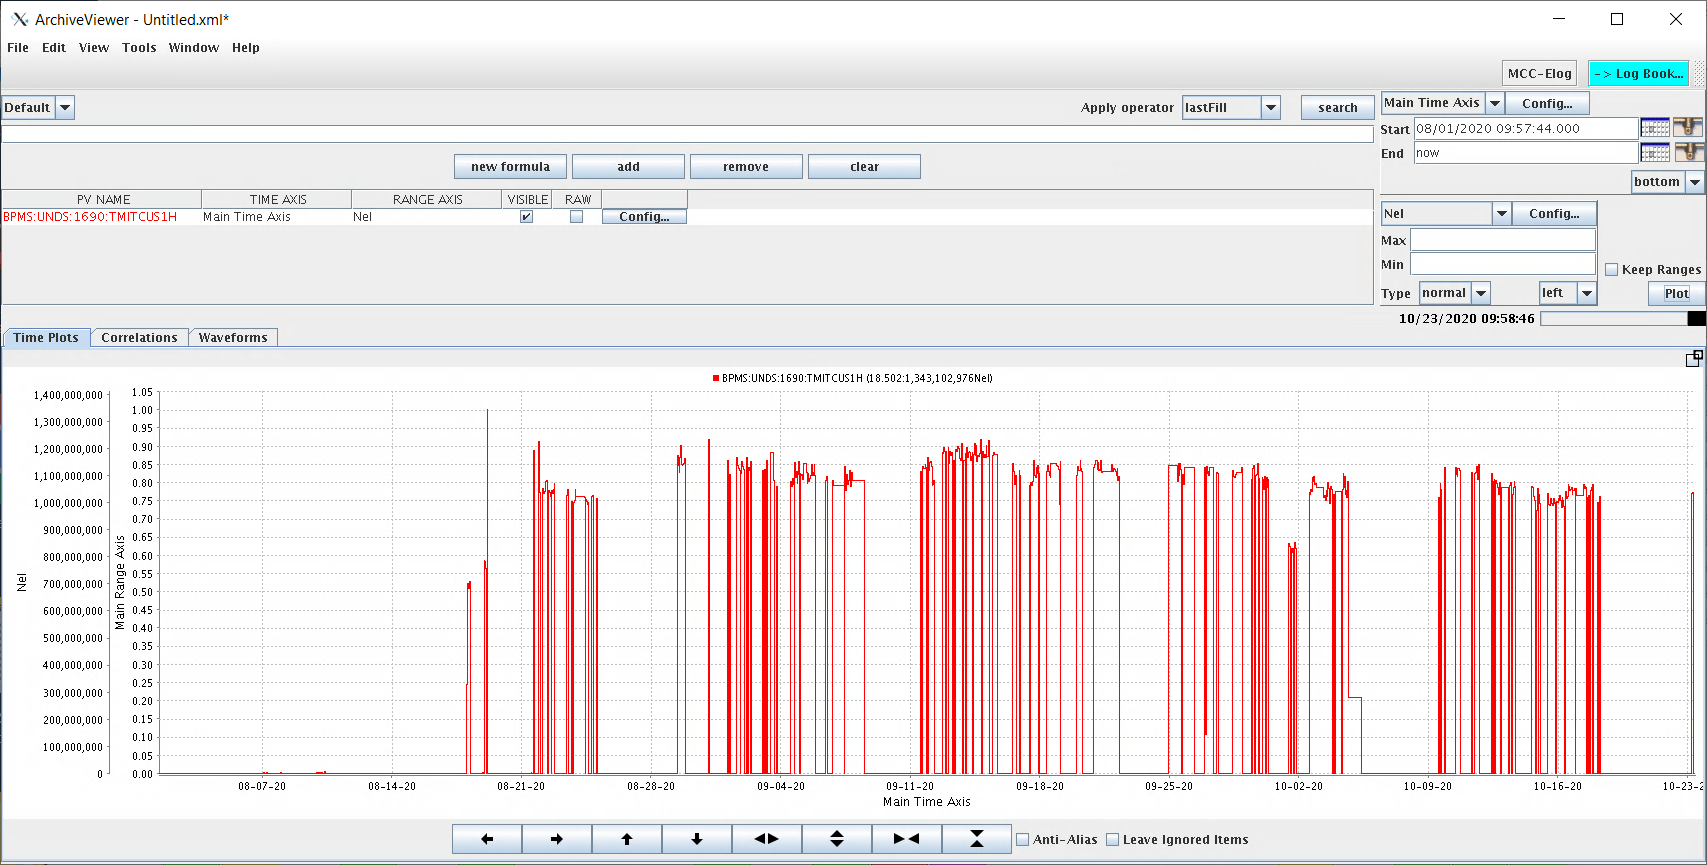 ArchiveViewer - Untitled.xml*
File Edit View Tools Window Help
MCC-Elog -> Log Book...
Default Apply operator lastFill search
Main Time Axis Config...
Start 08/01/2020 09:57:44.000
End now
new formula add remove clear
bottom
PV NAME TIME AXIS RANGE AXIS VISIBLE RAW
BPMS:UNDS:1690:TMITCUS1H Main Time Axis Nel Config...
Nel Config...
Max
Min
Keep Ranges
Type normal left Plot
10/23/2020 09:58:46
Time Plots Correlations Waveforms
BPMS:UNDS:1690:TMITCUS1H (18.502:1,343,102,976Nel)
1,400,000,000
1,300,000,000
1,200,000,000
1,100,000,000
1,000,000,000
900,000,000
800,000,000
700,000,000
600,000,000
500,000,000
400,000,000
300,000,000
200,000,000
100,000,000
0
Nel
1.05
1.00
0.95
0.90
0.85
0.80
0.75
0.70
0.65
0.60
0.55
0.50
0.45
0.40
0.35
0.30
0.25
0.20
0.15
0.10
0.05
0.00
Main Range Axis
08-07-20 08-14-20 08-21-20 08-28-20 09-04-20 09-11-20 09-18-20 09-25-20 10-02-20 10-09-20 10-16-20 10-23-2
Main Time Axis
Anti-Alias Leave Ignored Items